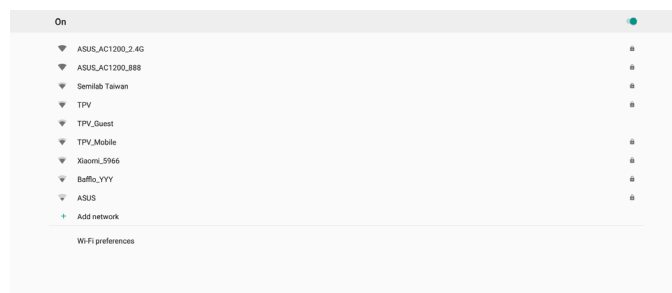 On
ASUS_AC1200_2.4G
ASUS_AC1200_888
Semilab Taiwan
TPV
TPV_Guest
TPV_Mobile
Xiaomi_5966
Bafflo_YYY
ASUS
Add network
Wi-Fi preferences